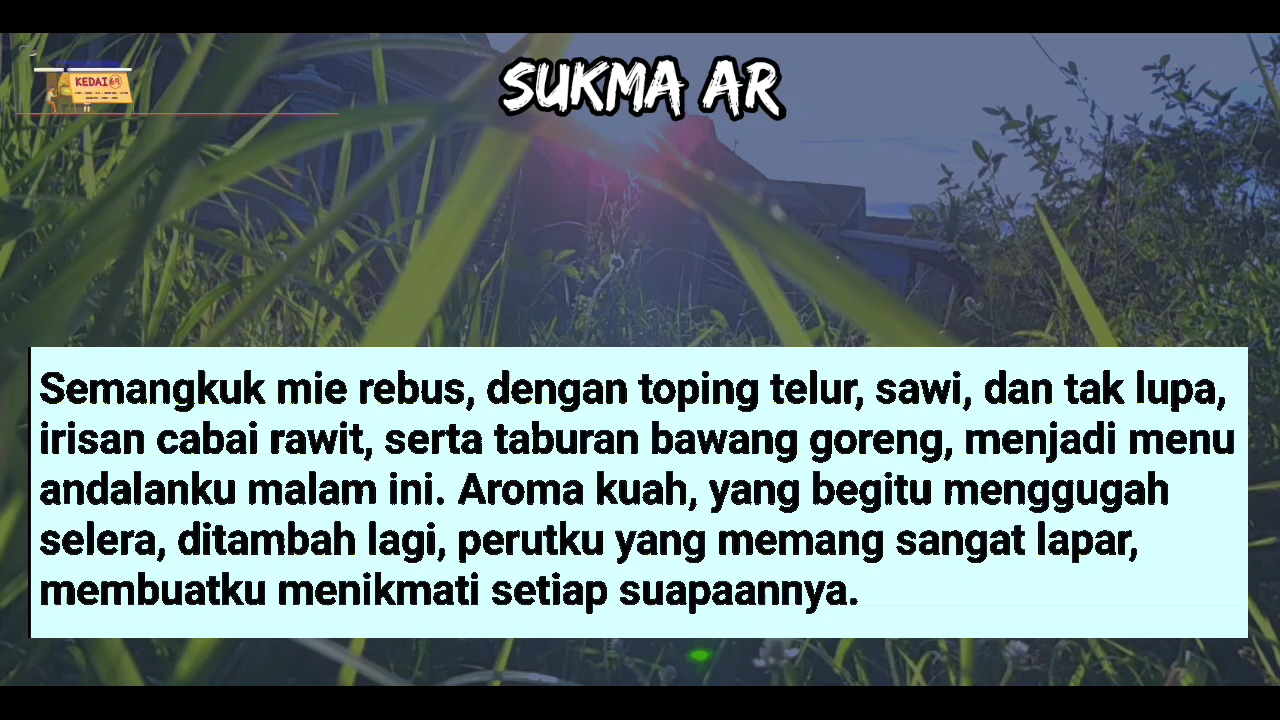 SUKMA AR
KEDAI 69
Semangkuk mie rebus, dengan toping telur, sawi, dan tak lupa,
irisan cabai rawit, serta taburan bawang goreng, menjadi menu
andalanku malam ini. Aroma kuah, yang begitu menggugah
selera, ditambah lagi, perutku yang memang sangat lapar,
membuatku menikmati setiap suapaannya.